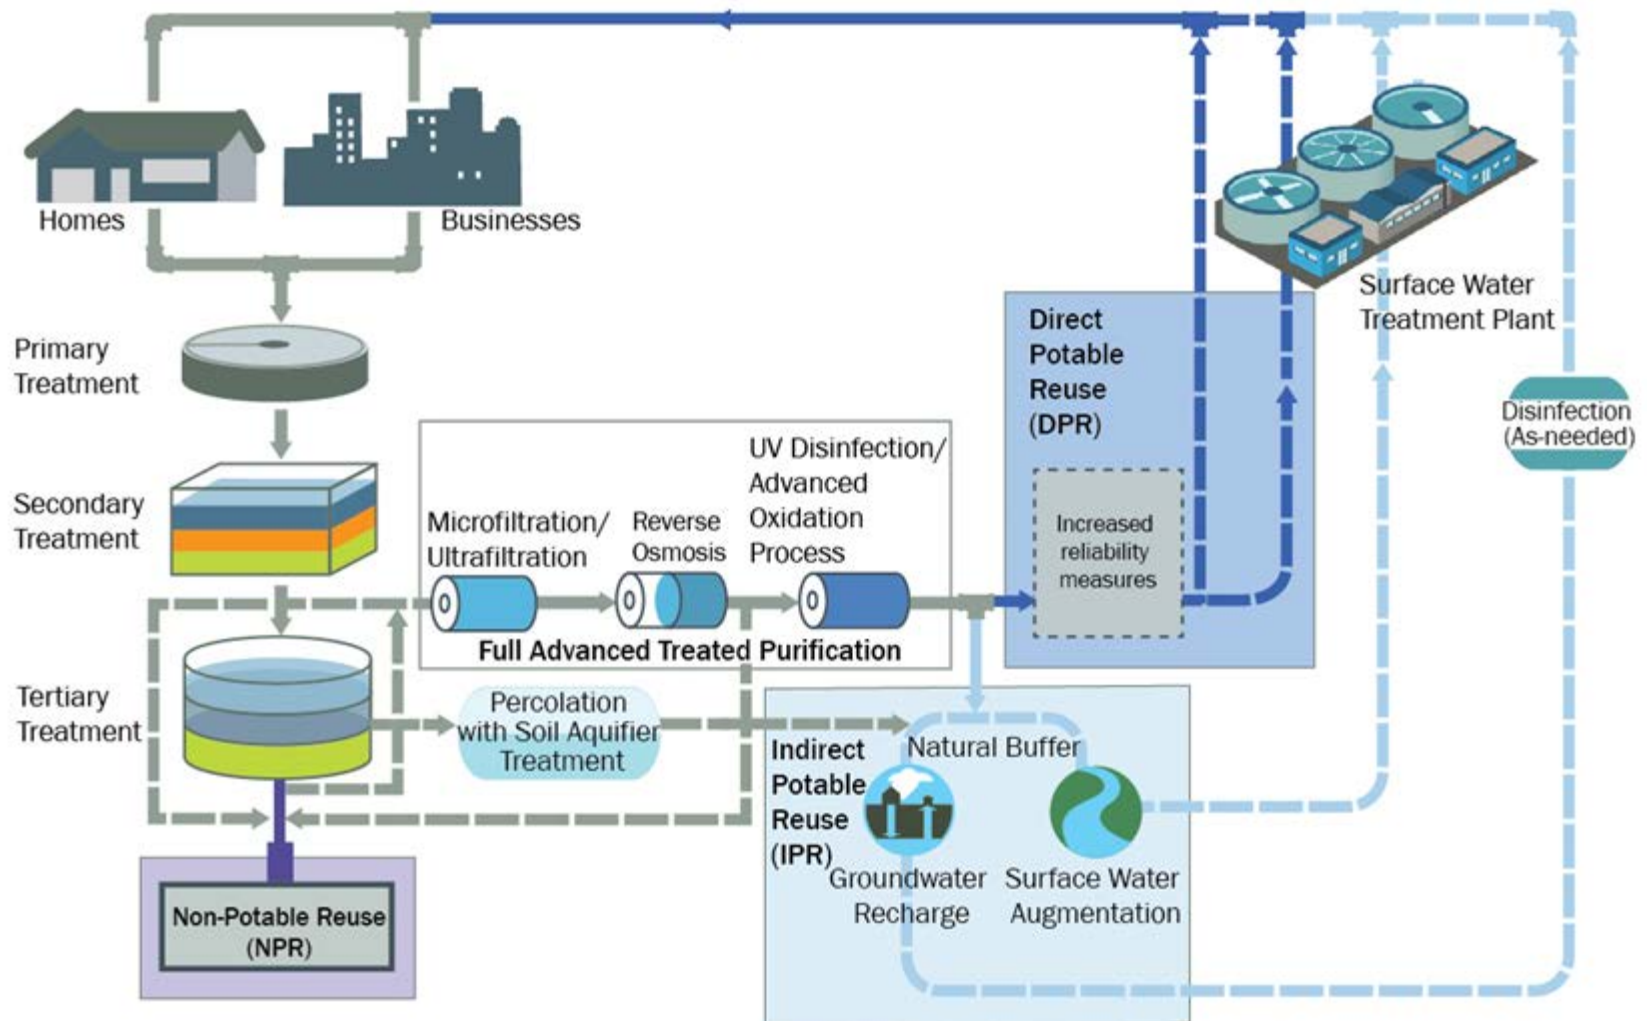 Homes
Businesses
Surface Water
Treatment Plant
Primary
Treatment
Direct
Potable
Reuse
(DPR)
Disinfection
(As-needed)
Secondary
Treatment
Microfiltration/
Ultrafiltration
Reverse
Osmosis
UV Disinfection/
Advanced
Oxidation
Process
Increased
reliability
measures
Full Advanced Treated Purification
Tertiary
Treatment
Percolation
with Soil Aquifier
Treatment
Indirect
Potable
Reuse
(IPR)
Natural Buffer
Groundwater
Recharge
Surface Water
Augmentation
Non-Potable Reuse
(NPR)